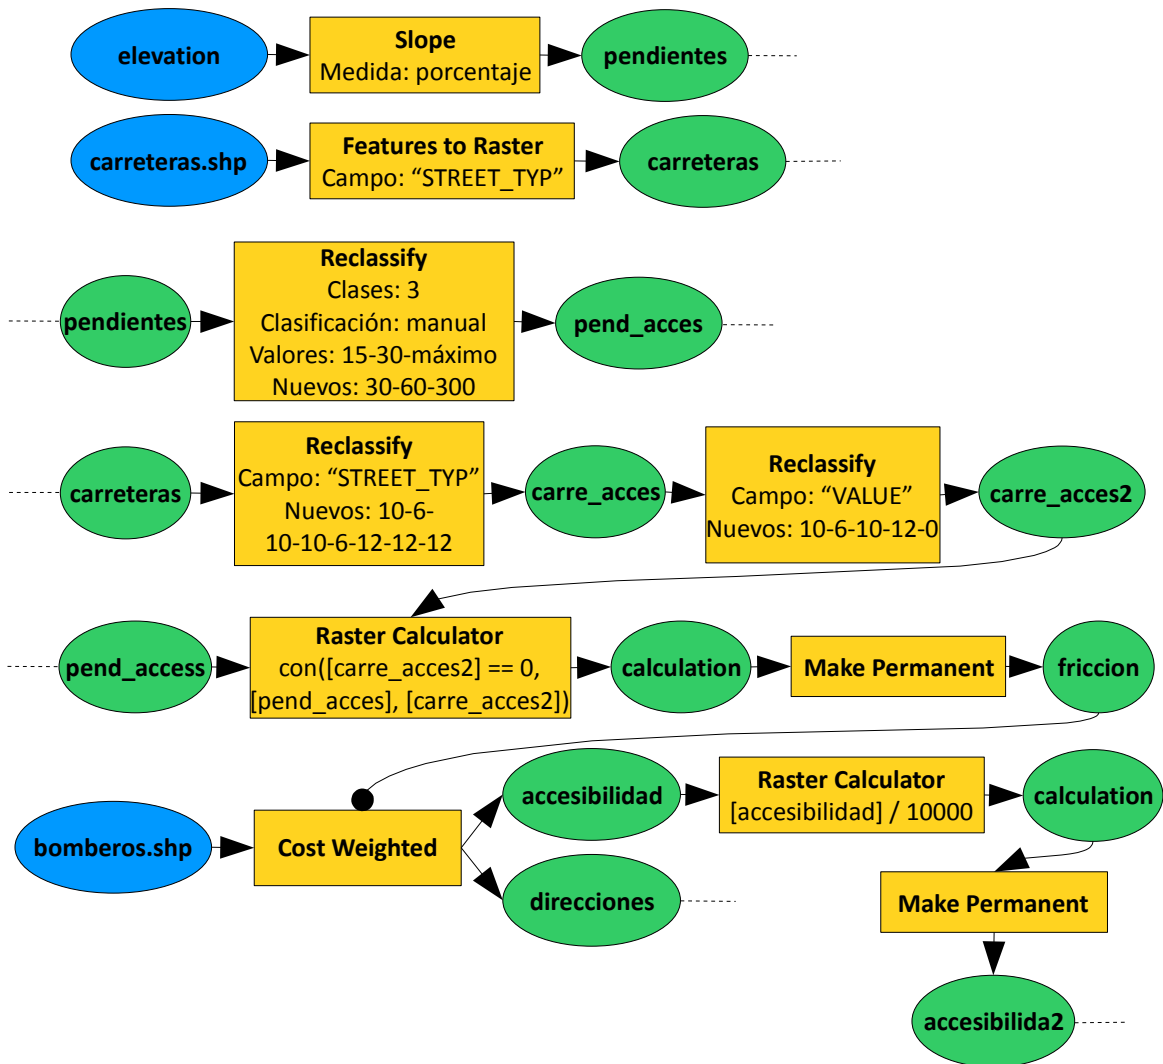 elevation
Slope
Medida: porcentaje
pendientes
carreteras.shp
Features to Raster
Campo: “STREET_TYP”
carreteras
pendientes
Reclassify
Clases: 3
Clasificación: manual
Valores: 15-30-máximo
Nuevos: 30-60-300
pend_acces
carreteras
Reclassify
Campo: “STREET_TYP”
Nuevos: 10-6-
10-10-6-12-12-12
carre_acces
Reclassify
Campo: “VALUE”
Nuevos: 10-6-10-12-0
carre_acces2
pend_access
Raster Calculator
con([carre_acces2] == 0,
[pend_acces], [carre_acces2])
calculation
Make Permanent
friccion
bomberos.shp
Cost Weighted
accesibilidad
direcciones
Raster Calculator
[accesibilidad] / 10000
calculation
Make Permanent
accesibilida2